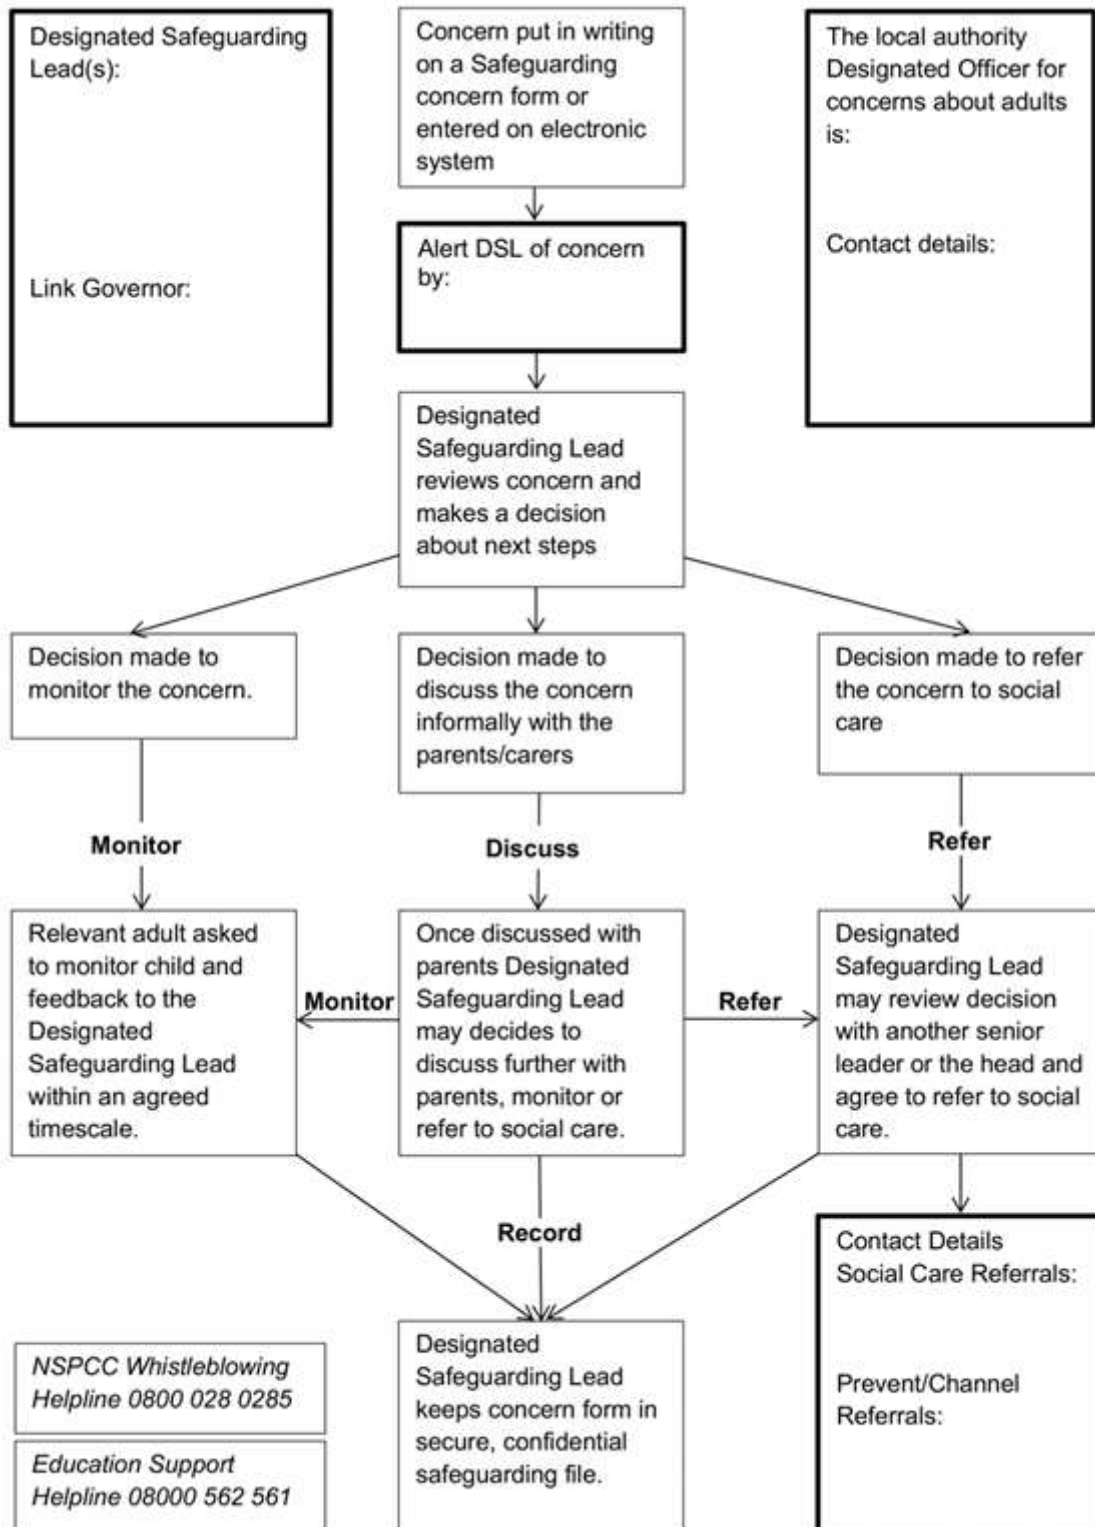 Designated Safeguarding
Lead(s):
Link Governor:
Concern put in writing
on a Safeguarding
concern form or
entered on electronic
system
The local authority
Designated Officer for
concerns about adults
is:
Contact details:
Alert DSL of concern
by:
Designated
Safeguarding Lead
reviews concern and
makes a decision
about next steps
Decision made to
monitor the concern.
Decision made to
discuss the concern
informally with the
parents/carers
Decision made to refer
the concern to social
care
Monitor
Discuss
Refer
Relevant adult asked
to monitor child and
feedback to the
Designated
Safeguarding Lead
within an agreed
timescale.
Monitor
Once discussed with
parents Designated
Safeguarding Lead
may decides to
discuss further with
parents, monitor or
refer to social care.
Refer
Designated
Safeguarding Lead
may review decision
with another senior
leader or the head and
agree to refer to social
care.
Record
Contact Details
Social Care Referrals:
Prevent/Channel
Referrals:
NSPCC Whistleblowing
Helpline 0800 028 0285
Education Support
Helpline 08000 562 561
Designated
Safeguarding Lead
keeps concern form in
secure, confidential
safeguarding file.